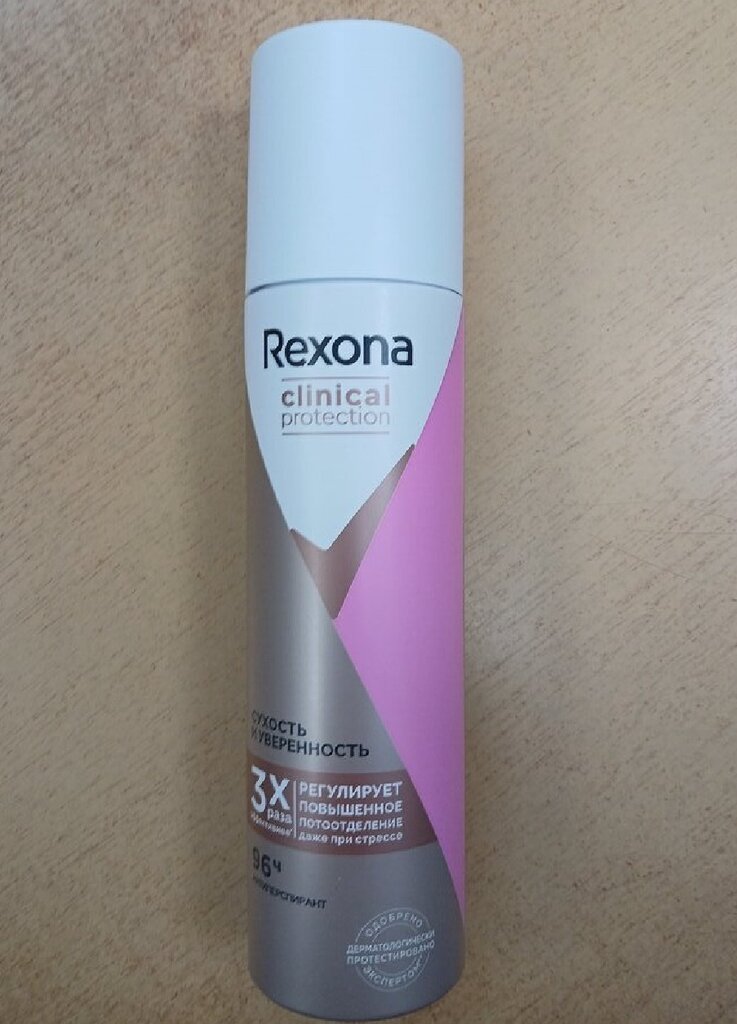 Rexona
clinical
protection
СУХОСТЬ
И УВЕРЕННОСТЬ
3X
раза
эффективнее*
РЕГУЛИРУЕТ
ПОВЫШЕННОЕ
ПОТООТДЕЛЕНИЕ
даже при стрессе
96ч
АНТИПЕРСПИРАНТ
ОДОБРЕНО
ДЕРМАТОЛОГИЧЕСКИ
ПРОТЕСТИРОВАНО
ЭКСПЕРТОМ**